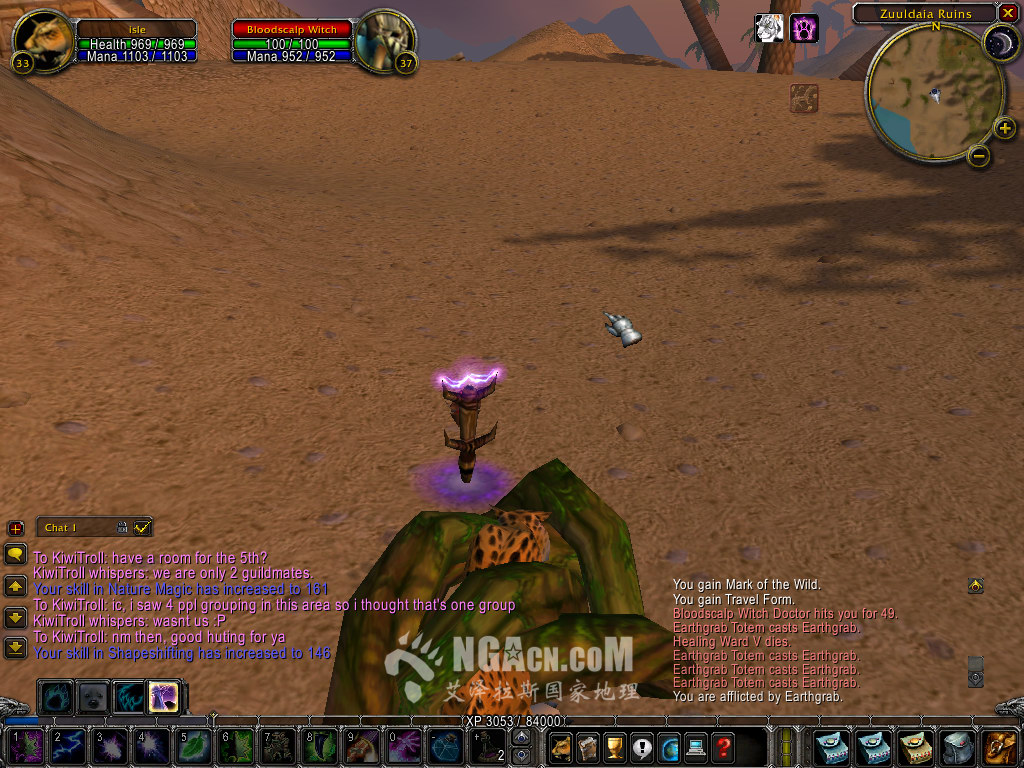 isle
Health 969 / 969
Mana 1103 / 1103
33
Bloodscalp Witch
100 / 100
Mana 952 / 952
37
Zuuldaia Ruins
N
Chat 1
To KiwiTroll: have a room for the 5th?
KiwiTroll whispers: we are only 2 guildmates.
Your skill in Nature Magic has increased to 161
To KiwiTroll: ic, i saw 4 ppl grouping in this area so i thought that's one group
KiwiTroll whispers: wasnt us :P
To KiwiTroll: nm then, good huting for ya
Your skill in Shapeshifting has increased to 146
You gain Mark of the Wild.
You gain Travel Form.
Bloodscalp Witch Doctor hits you for 49.
Earthgrab Totem casts Earthgrab.
Healing Ward V dies.
Earthgrab Totem casts Earthgrab.
Earthgrab Totem casts Earthgrab.
Earthgrab Totem casts Earthgrab.
You are afflicted by Earthgrab.
NGACN.COM
艾泽拉斯国家地理
XP 3053 / 84000
1 2 3 4 5 6 7 8 9 0 - + 2